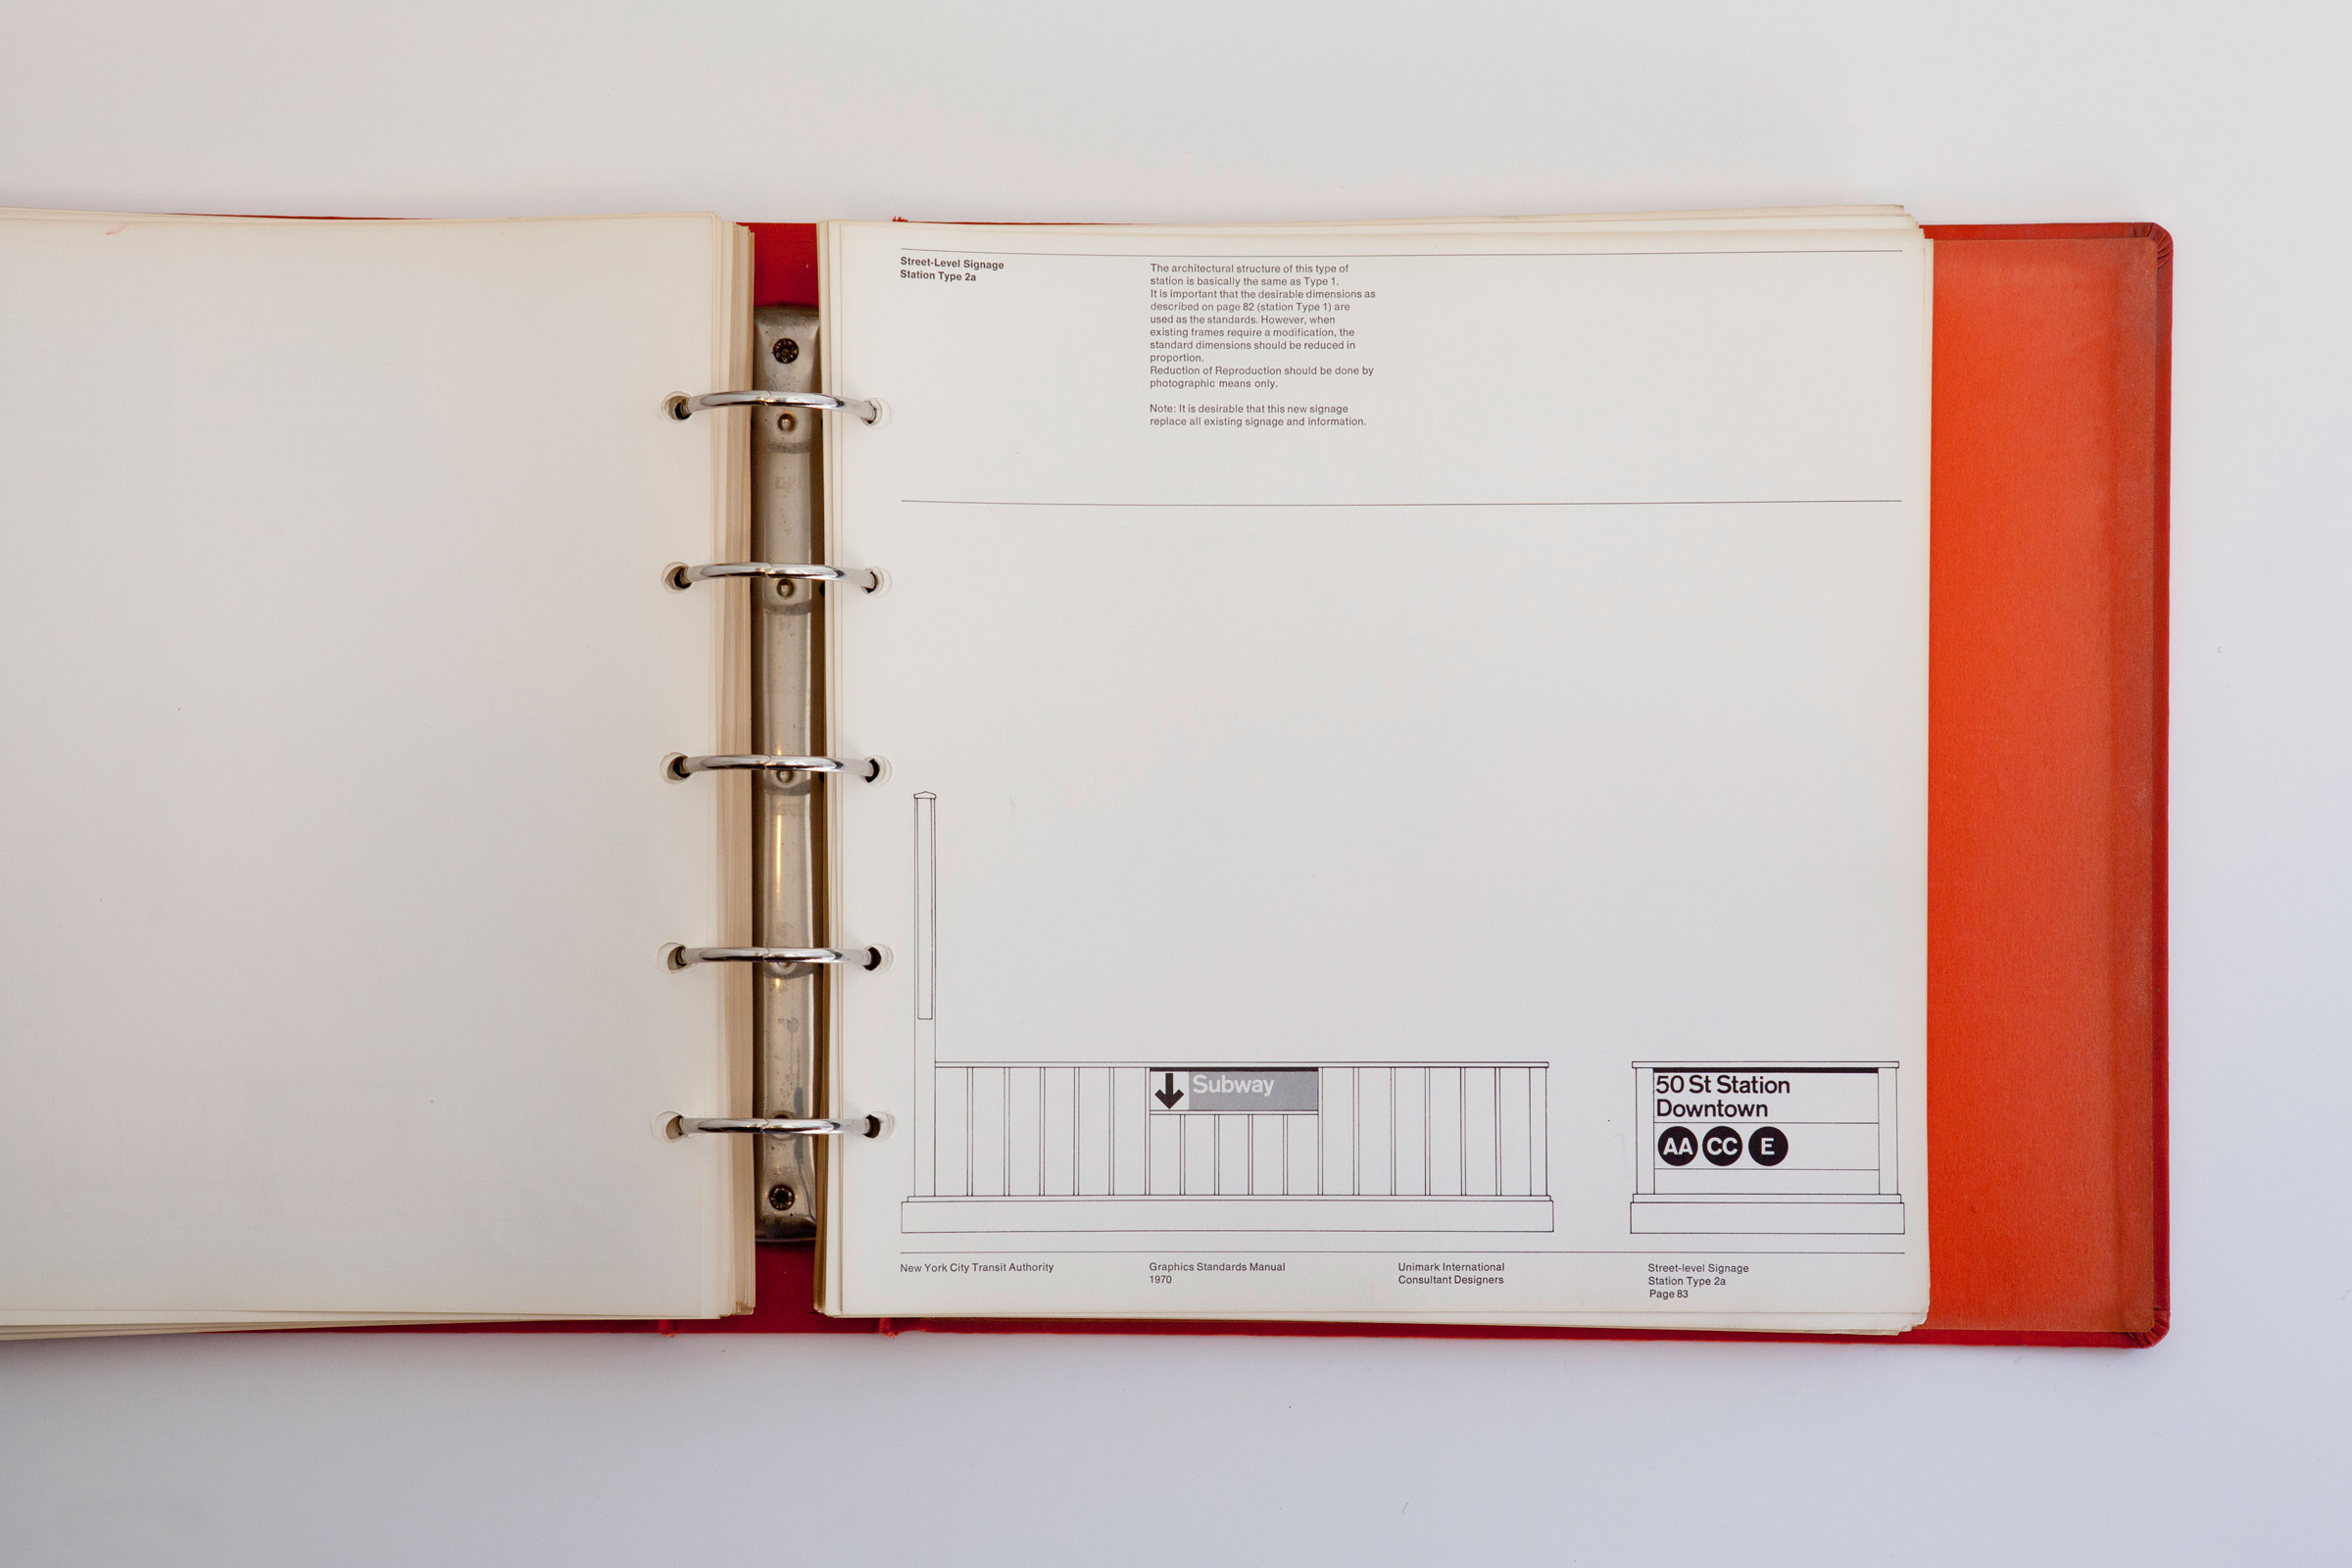 Street-Level Signage
Station Type 2a
The architectural structure of this type of
station is basically the same as Type 1.
It is important that the desirable dimensions as
described on page 82 (station Type 1) are
used as the standards. However, when
existing frames require a modification, the
standard dimensions should be reduced in
proportion.
Reduction of Reproduction should be done by
photographic means only.
Note: It is desirable that this new signage
replace all existing signage and information.
Subway
50 St Station
Downtown
AA CC E
New York City Transit Authority
Graphics Standards Manual
1970
Unimark International
Consultant Designers
Street-level Signage
Station Type 2a
Page 83